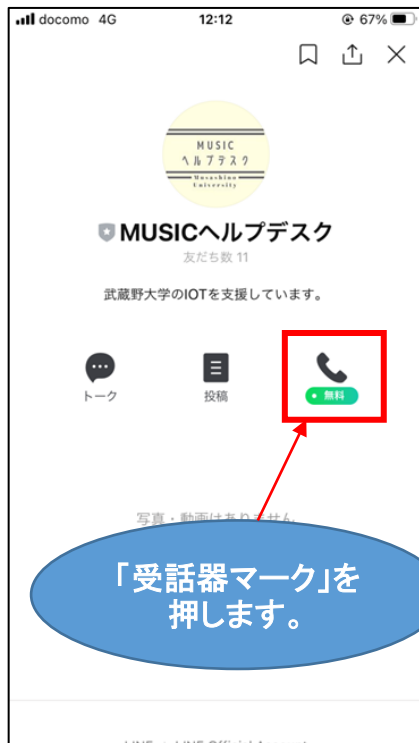 docomo 4G 12:12 67%
MUSIC
ヘルプデスク
Musashino
University
MUSICヘルプデスク
友だち数 11
武蔵野大学のIOTを支援しています。
トーク 投稿 無料
写真・動画はありません
「受話器マーク」を
押します。